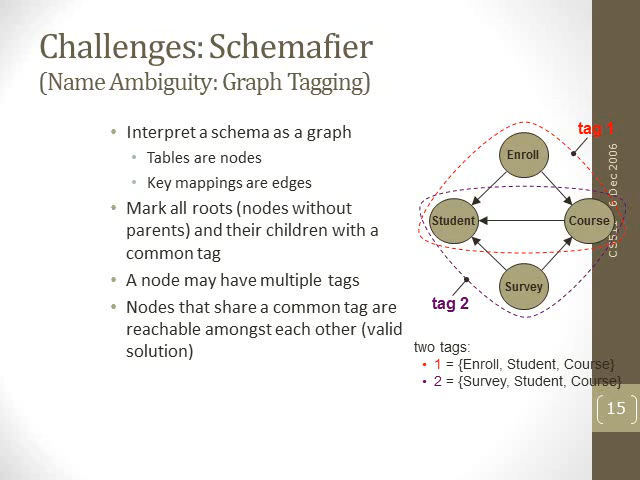 Challenges: Schemafier
(Name Ambiguity: Graph Tagging)
• Interpret a schema as a graph
• Tables are nodes
• Key mappings are edges
• Mark all roots (nodes without
parents) and their children with a
common tag
• A node may have multiple tags
• Nodes that share a common tag are
reachable amongst each other (valid
solution)
tag 1
Enroll
Student
Course
Survey
tag 2
two tags:
• 1 = {Enroll, Student, Course}
• 2 = {Survey, Student, Course}
6 Dec 2006
15